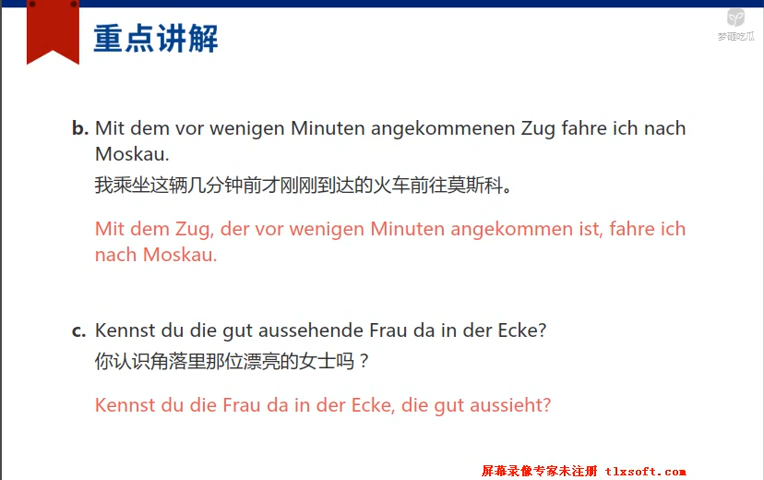 重点讲解
梦砸吃瓜
b. Mit dem vor wenigen Minuten angekommenen Zug fahre ich nach
Moskau.
我乘坐这辆几分钟前才刚刚到达的火车前往莫斯科。
Mit dem Zug, der vor wenigen Minuten angekommen ist, fahre ich
nach Moskau.
c. Kennst du die gut aussehende Frau da in der Ecke?
你认识角落里那位漂亮的女士吗？
Kennst du die Frau da in der Ecke, die gut aussieht?
屏幕录像专家未注册 tlxsoft.com